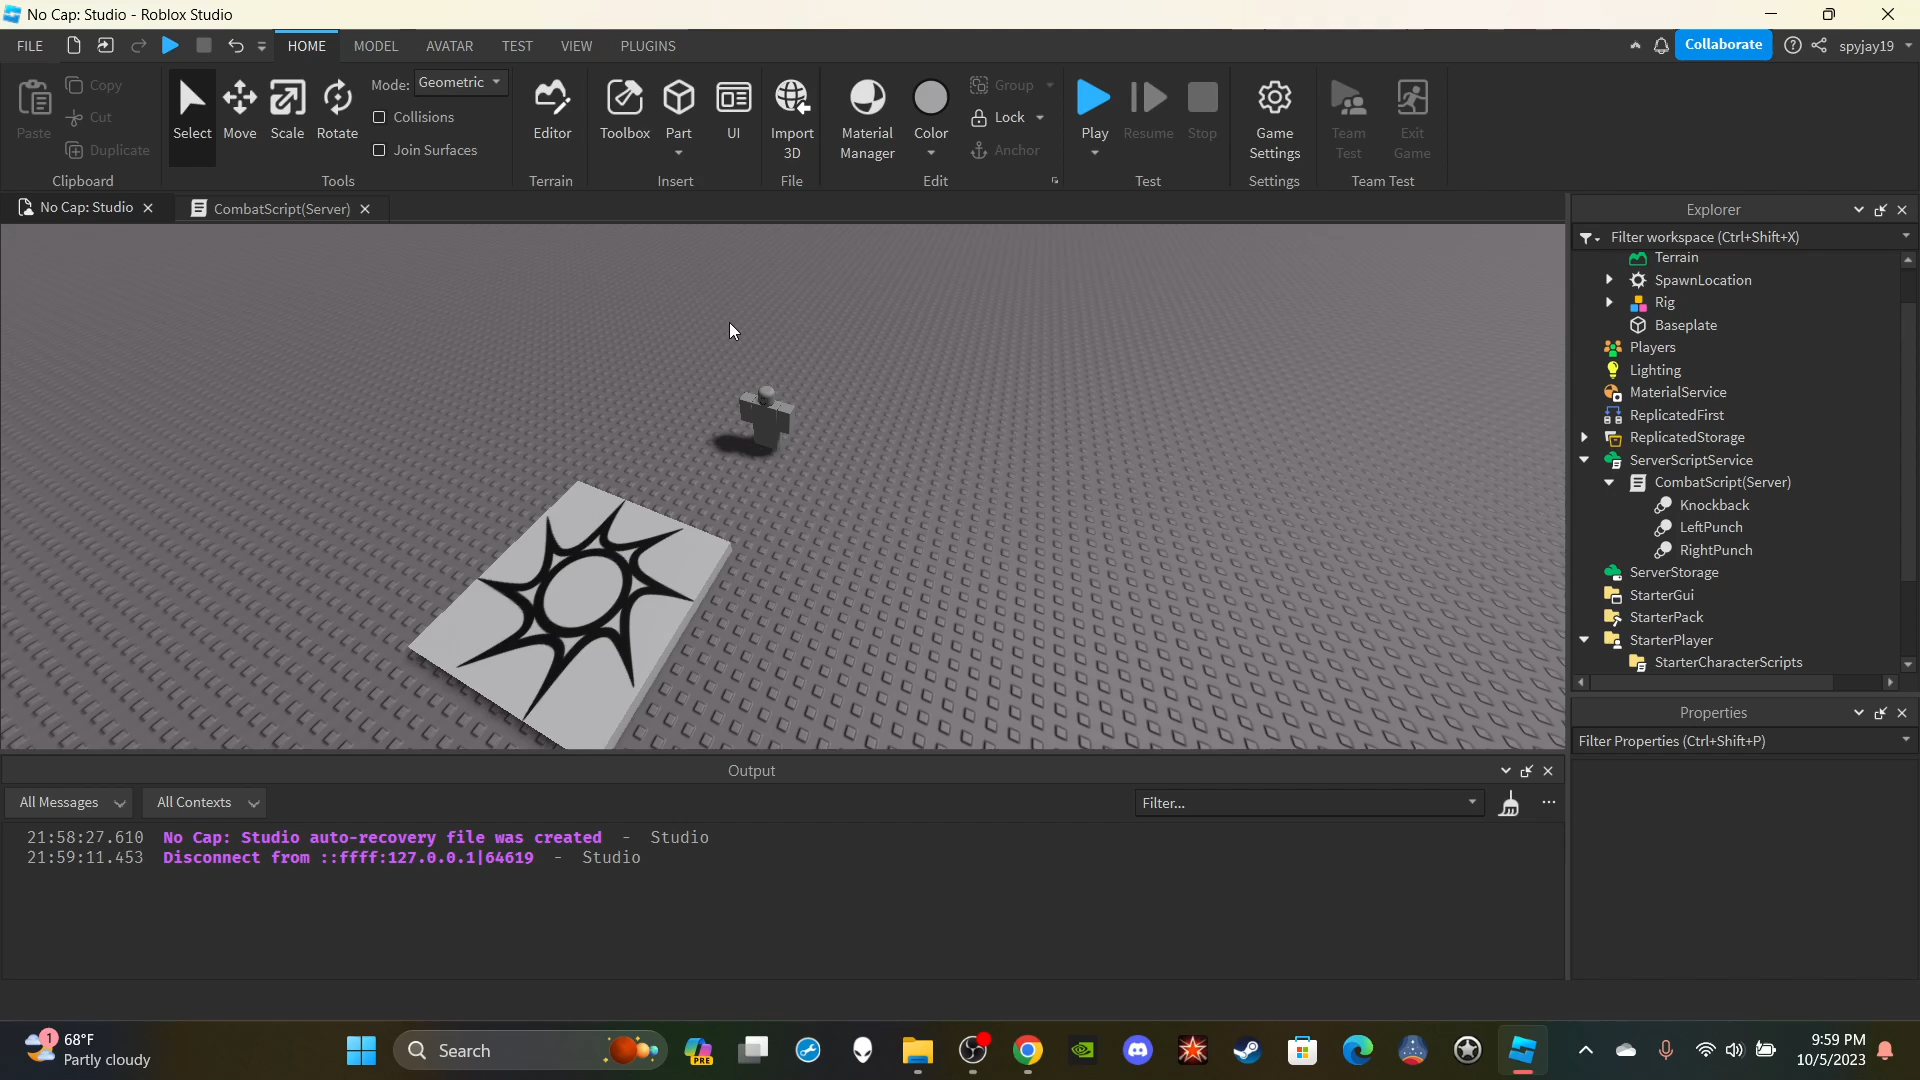 No Cap: Studio - Roblox Studio
FILE
HOME
MODEL
AVATAR
TEST
VIEW
PLUGINS
Collaborate
spyjay19
Paste
Copy
Cut
Duplicate
Clipboard
Select
Move
Scale
Rotate
Mode: Geometric
Collisions
Join Surfaces
Tools
Editor
Terrain
Toolbox
Part
UI
Insert
Import
3D
File
Material
Manager
Color
Group
Lock
Anchor
Edit
Play
Resume
Stop
Test
Game
Settings
Settings
Team
Test
Exit
Game
Team Test
No Cap: Studio
CombatScript(Server)
Explorer
Filter workspace (Ctrl+Shift+X)
Terrain
SpawnLocation
Rig
Baseplate
Players
Lighting
MaterialService
ReplicatedFirst
ReplicatedStorage
ServerScriptService
CombatScript(Server)
Knockback
LeftPunch
RightPunch
ServerStorage
StarterGui
StarterPack
StarterPlayer
StarterCharacterScripts
Properties
Filter Properties (Ctrl+Shift+P)
Output
All Messages
All Contexts
Filter...
21:58:27.610 No Cap: Studio auto-recovery file was created - Studio
21:59:11.453 Disconnect from ::ffff:127.0.0.1|64619 - Studio
1
68°F
Partly cloudy
Search
PRE
9:59 PM
10/5/2023